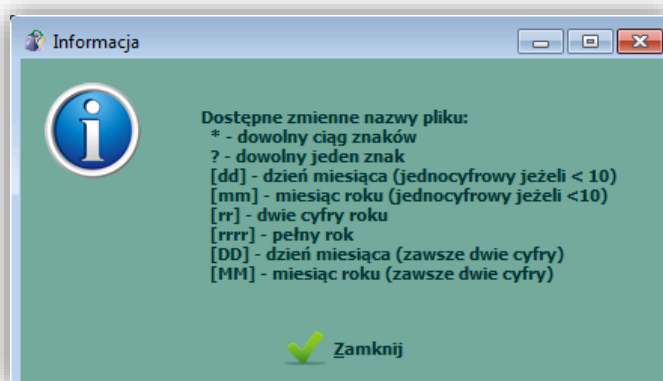 Informacja
Dostępne zmienne nazwy pliku:
* - dowolny ciąg znaków
? - dowolny jeden znak
[dd] - dzień miesiąca (jednocyfrowy jeżeli < 10)
[mm] - miesiąc roku (jednocyfrowy jeżeli <10)
[rr] - dwie cyfry roku
[rrrr] - pełny rok
[DD] - dzień miesiąca (zawsze dwie cyfry)
[MM] - miesiąc roku (zawsze dwie cyfry)
Zamknij